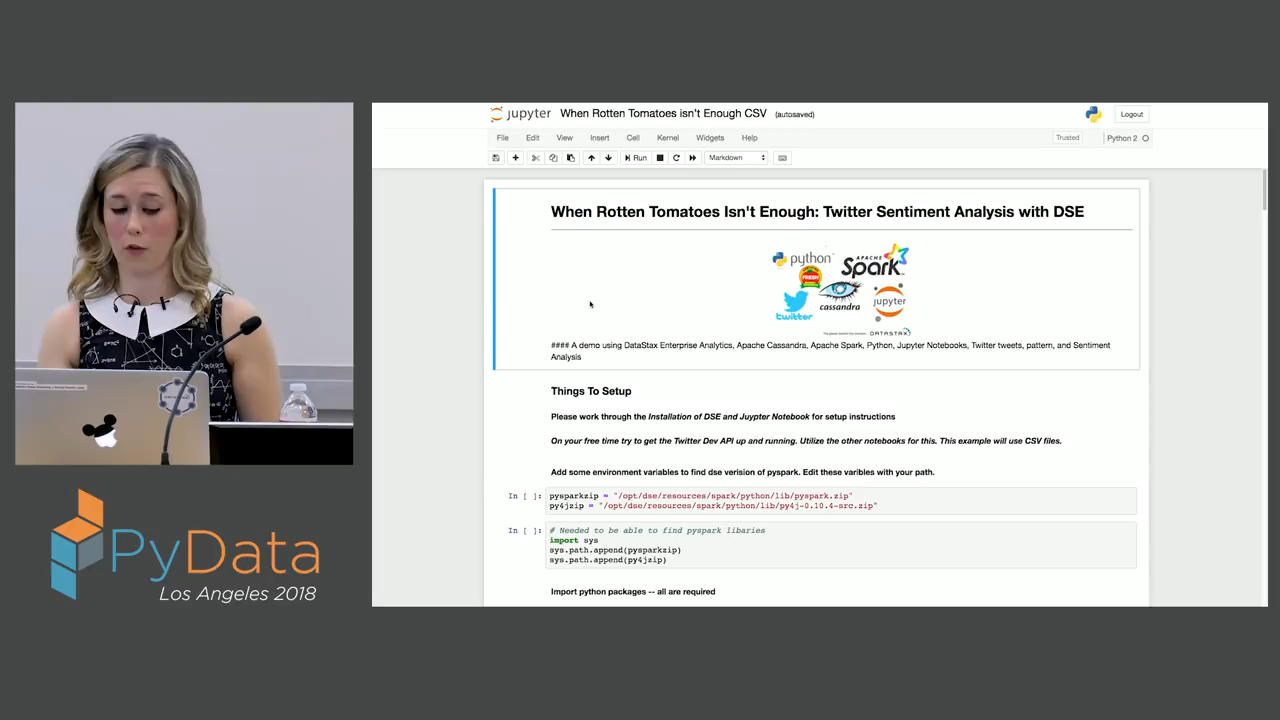 jupyter When Rotten Tomatoes isn't Enough CSV (autosaved) Logout
File Edit View Insert Cell Kernel Widgets Help Trusted Python 2
Run Markdown
When Rotten Tomatoes Isn't Enough: Twitter Sentiment Analysis with DSE
python
APACHE
Spark
FRESH
twitter
cassandra
jupyter
DATASTAX
#### A demo using DataStax Enterprise Analytics, Apache Cassandra, Apache Spark, Python, Jupyter Notebooks, Twitter tweets, pattern, and Sentiment
Analysis
Things To Setup
Please work through the Installation of DSE and Juypter Notebook for setup instructions
On your free time try to get the Twitter Dev API up and running. Utilize the other notebooks for this. This example will use CSV files.
Add some environment variables to find dse verision of pyspark. Edit these varibles with your path.
In [ ]: pysparkzip = "/opt/dse/resources/spark/python/lib/pyspark.zip"
py4jzip = "/opt/dse/resources/spark/python/lib/py4j-0.10.4-src.zip"
In [ ]: # Needed to be able to find pyspark libaries
import sys
sys.path.append(pysparkzip)
sys.path.append(py4jzip)
Import python packages -- all are required
PyData
Los Angeles 2018